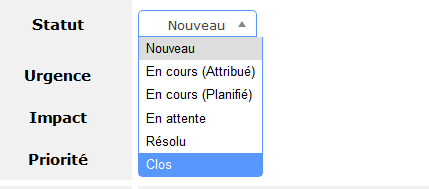 Statut
Nouveau
Nouveau
En cours (Attribué)
Urgence
En cours (Planifié)
Impact
En attente
Résolu
Priorité
Clos